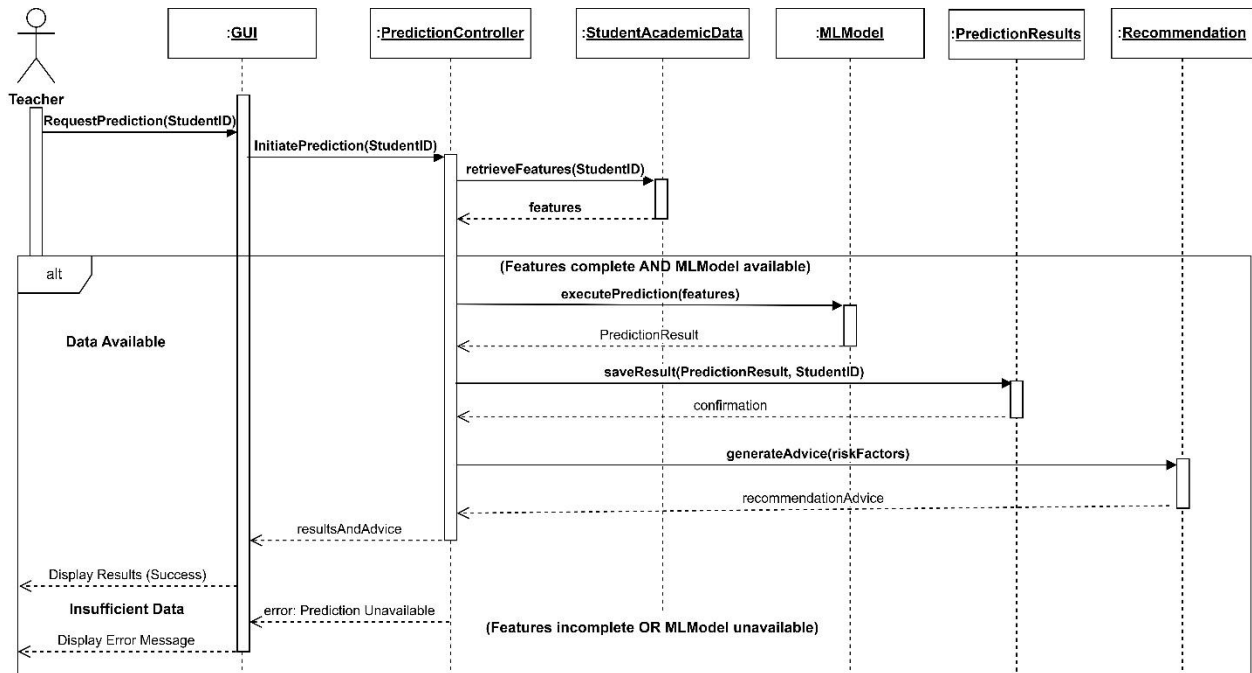 :GUI
:PredictionController
:StudentAcademicData
:MLModel
:PredictionResults
:Recommendation
Teacher
RequestPrediction(StudentID)
InitiatePrediction(StudentID)
retrieveFeatures(StudentID)
features
alt
(Features complete AND MLModel available)
executePrediction(features)
Data Available
PredictionResult
saveResult(PredictionResult, StudentID)
confirmation
generateAdvice(riskFactors)
recommendationAdvice
resultsAndAdvice
Display Results (Success)
Insufficient Data
error: Prediction Unavailable
(Features incomplete OR MLModel unavailable)
Display Error Message